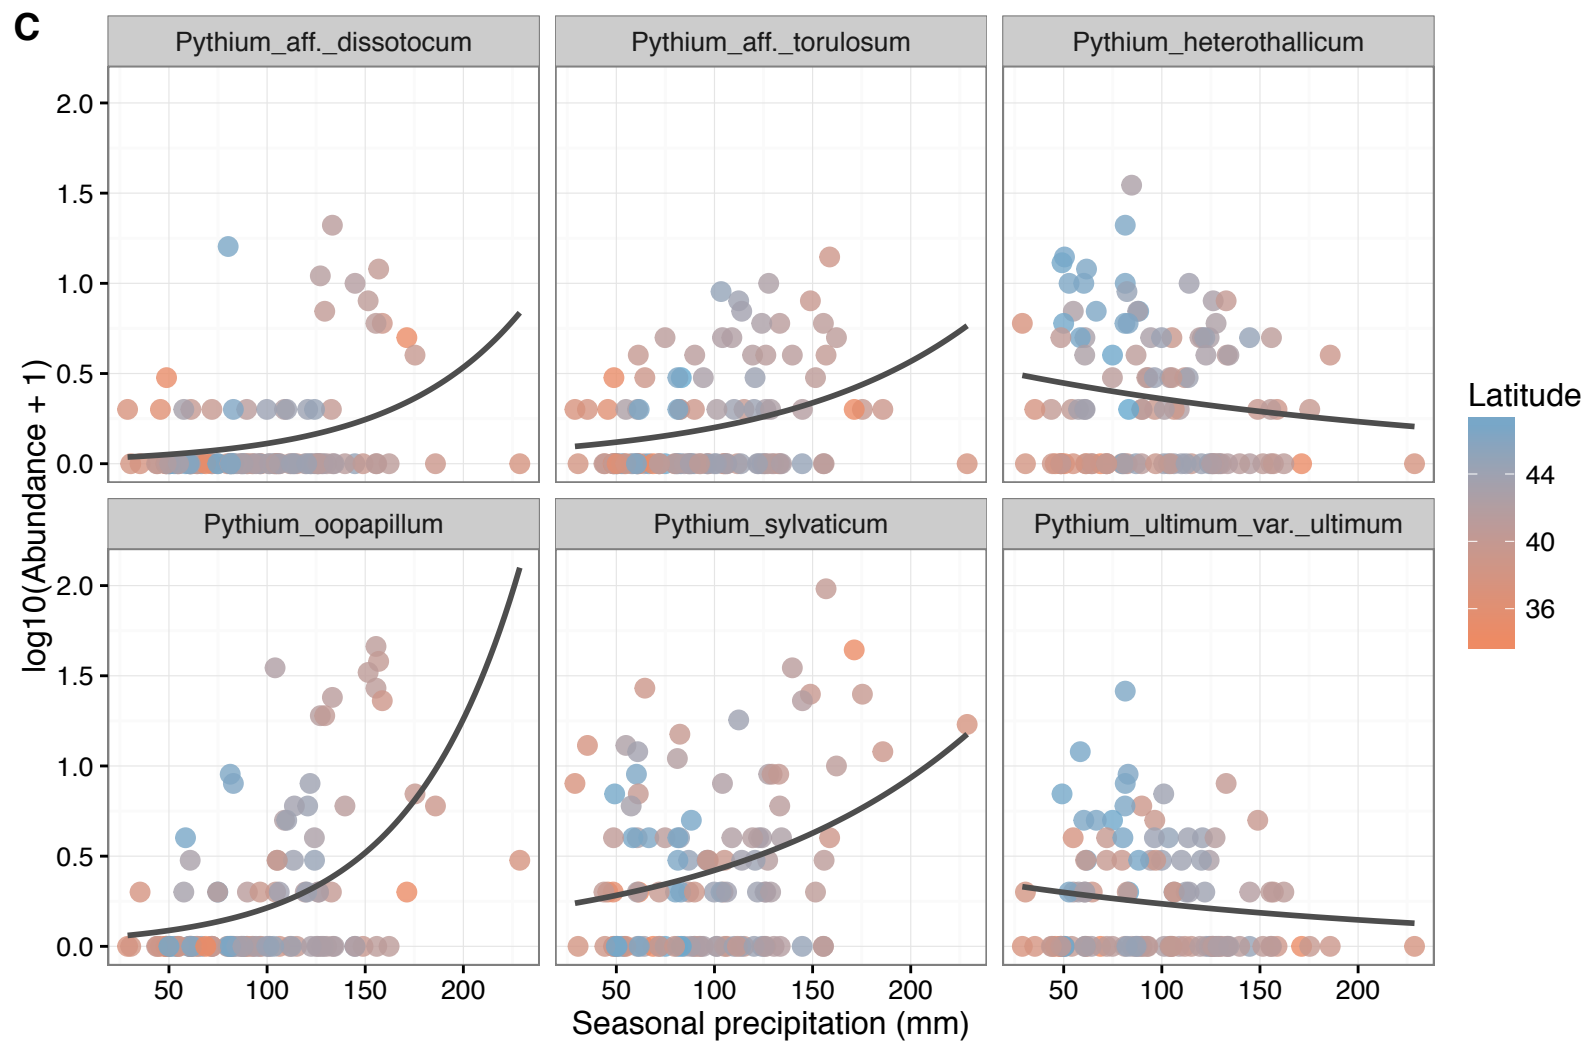 C
Pythium_aff._dissotocum
Pythium_aff._torulosum
Pythium_heterothallicum
2.0
1.5
1.0
0.5
0.0
Pythium_oopapillum
Pythium_sylvaticum
Pythium_ultimum_var._ultimum
2.0
1.5
1.0
0.5
0.0
log10(Abundance + 1)
50
100
150
200
50
100
150
200
50
100
150
200
Seasonal precipitation (mm)
Latitude
44
40
36